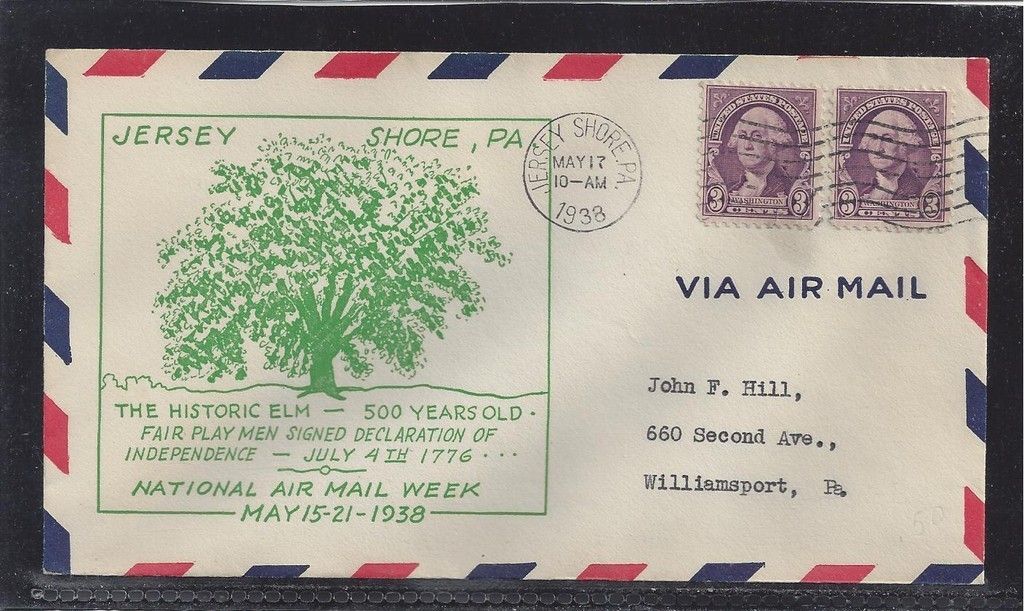 JERSEY SHORE, PA
THE HISTORIC ELM — 500 YEARS OLD ·
FAIR PLAY MEN SIGNED DECLARATION OF
INDEPENDENCE — JULY 4TH 1776 · · ·
NATIONAL AIR MAIL WEEK
MAY 15-21-1938
JERSEY SHORE, PA.
MAY 17
10-AM
1938
UNITED STATES POSTAGE
3 WASHINGTON 3
CENTS
UNITED STATES POSTAGE
3 WASHINGTON 3
CENTS
VIA AIR MAIL
John F. Hill,
660 Second Ave.,
Williamsport, Pa.
50